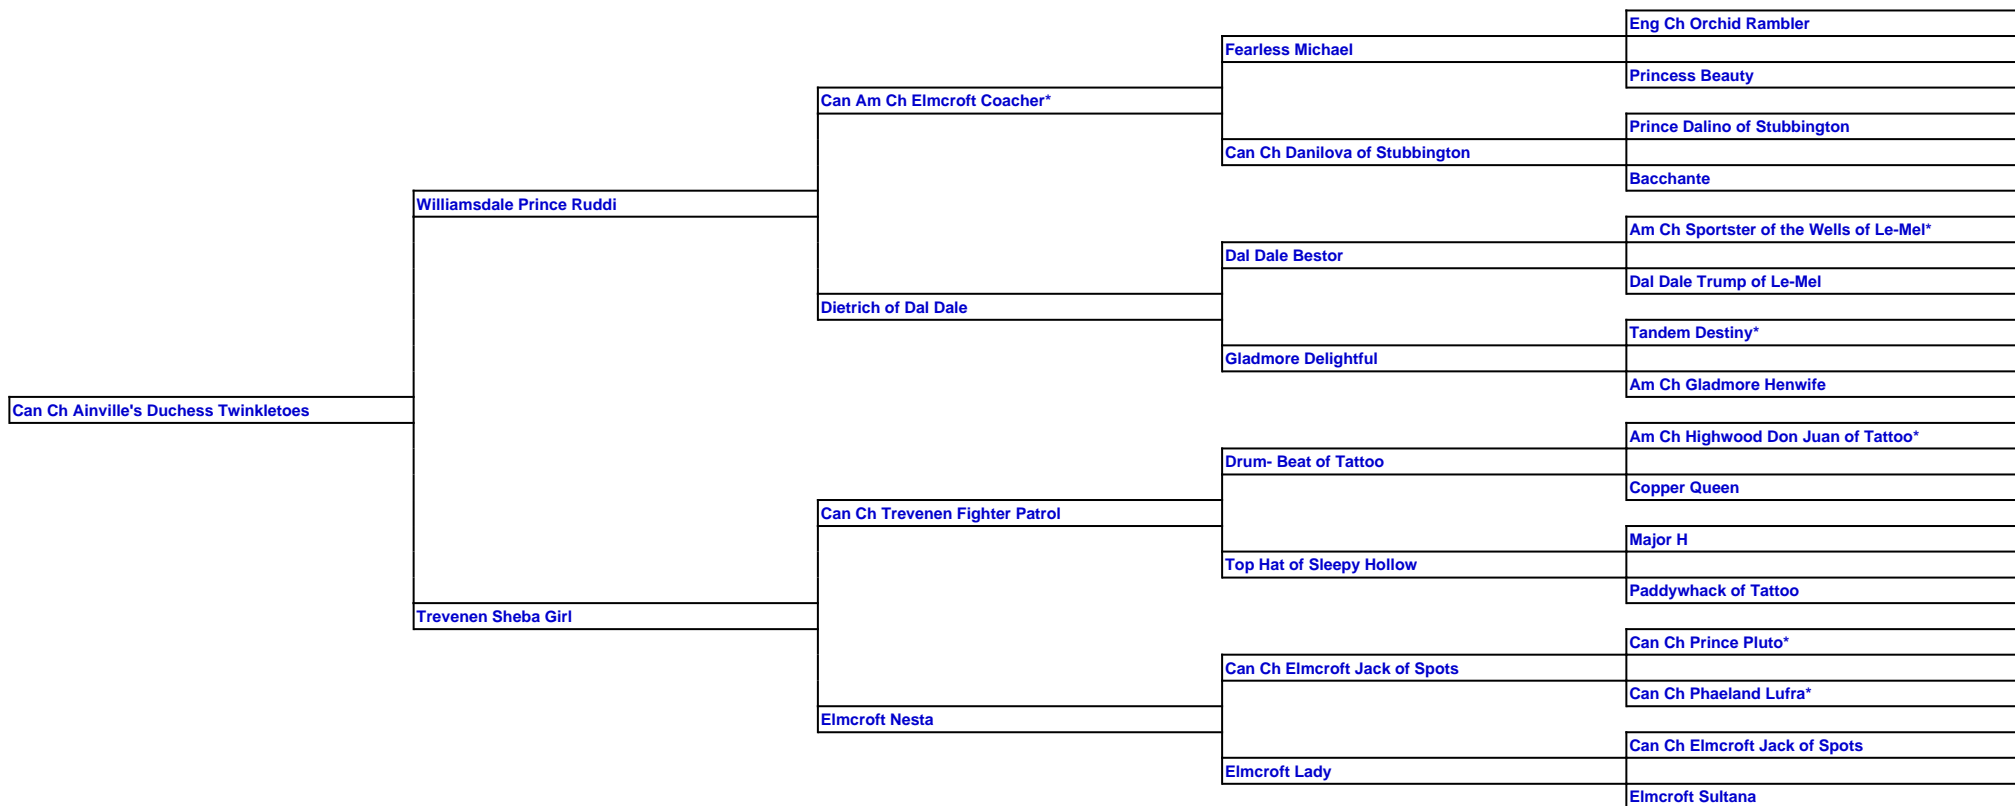 Eng Ch Orchid Rambler
Fearless Michael
Princess Beauty
Can Am Ch Elmcroft Coacher*
Prince Dalino of Stubbington
Can Ch Danilova of Stubbington
Bacchante
Williamsdale Prince Ruddi
Am Ch Sportster of the Wells of Le-Mel*
Dal Dale Bestor
Dal Dale Trump of Le-Mel
Dietrich of Dal Dale
Tandem Destiny*
Gladmore Delightful
Am Ch Gladmore Henwife
Can Ch Ainville's Duchess Twinkletoes
Am Ch Highwood Don Juan of Tattoo*
Drum- Beat of Tattoo
Copper Queen
Can Ch Trevenen Fighter Patrol
Major H
Top Hat of Sleepy Hollow
Paddywhack of Tattoo
Trevenen Sheba Girl
Can Ch Prince Pluto*
Can Ch Elmcroft Jack of Spots
Can Ch Phaeland Lufra*
Elmcroft Nesta
Can Ch Elmcroft Jack of Spots
Elmcroft Lady
Elmcroft Sultana